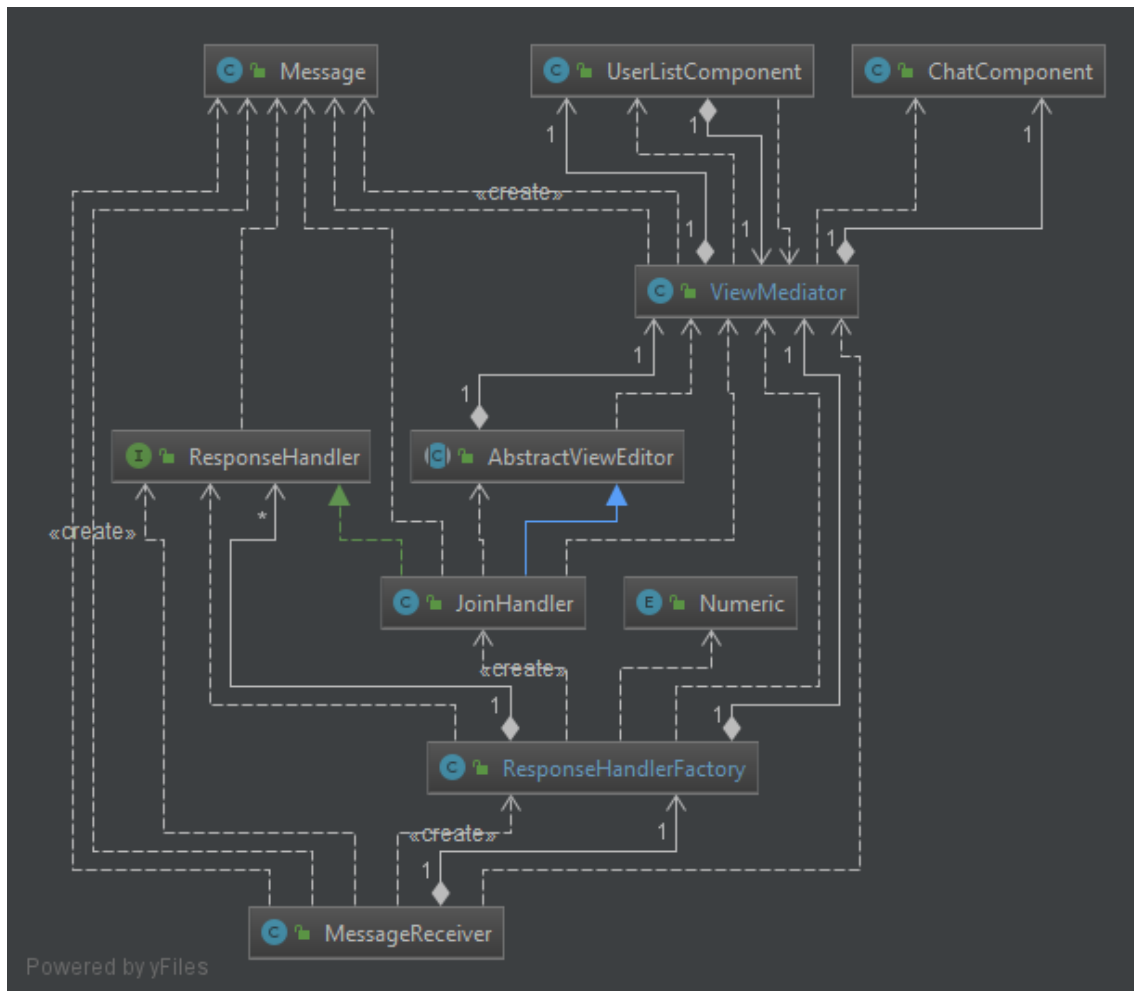 Message
UserListComponent
ChatComponent
1
1
1
«create»
1
1
1
ViewMediator
1
1
1
ResponseHandler
AbstractViewEditor
*
«create»
JoinHandler
Numeric
«create»
1
1
ResponseHandlerFactory
«create»
1
1
MessageReceiver
Powered by yFiles